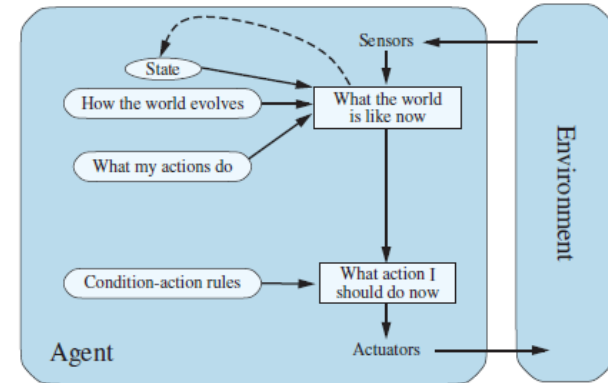 Sensors
State
How the world evolves
What the world
is like now
What my actions do
Environment
Condition-action rules
What action I
should do now
Agent
Actuators